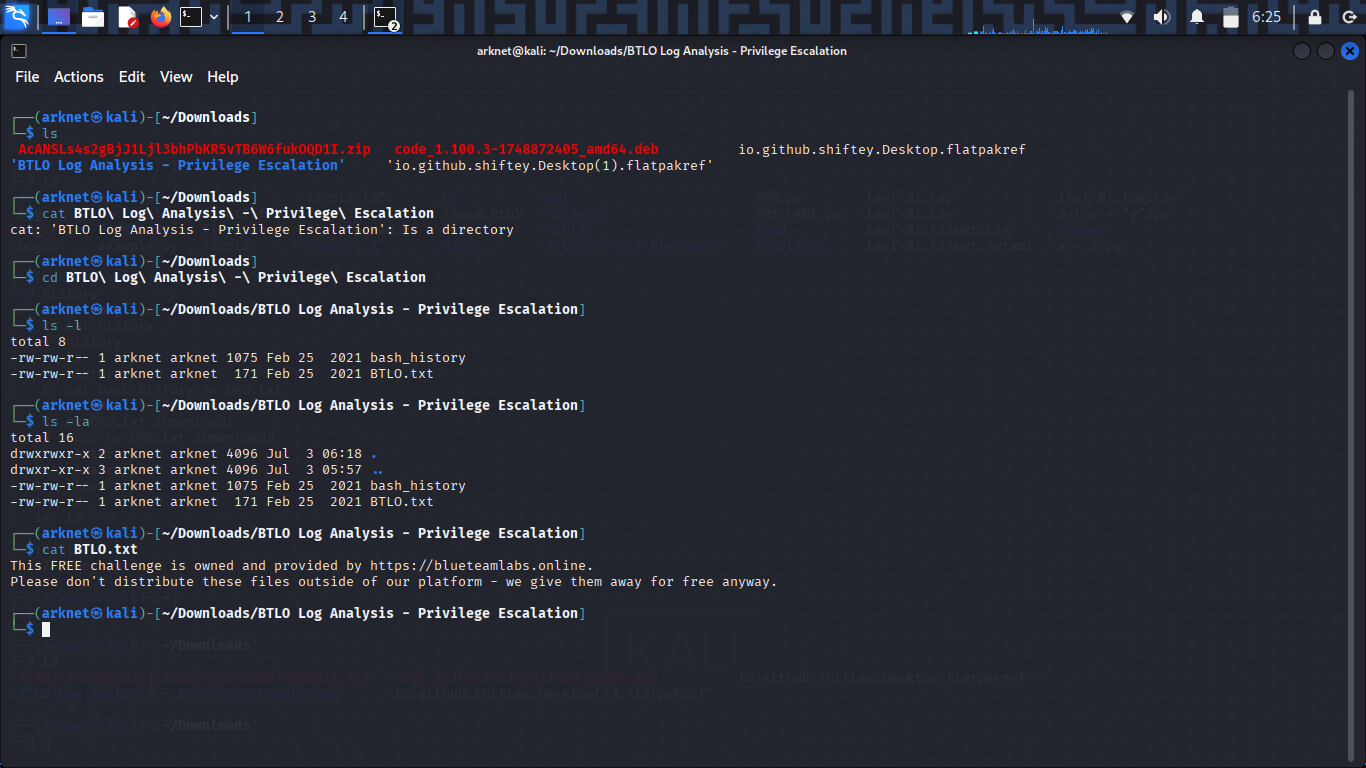 1 2 3 4 2 6:25
arknet@kali: ~/Downloads/BTLO Log Analysis - Privilege Escalation
File Actions Edit View Help
┌──(arknet㉿kali)-[~/Downloads]
└─$ ls
AcANSLs4s2gBjJ1Ljl3bhPbKR5vTB6W6fukOQD1I.zip code_1.100.3-1748872405_amd64.deb io.github.shiftey.Desktop.flatpakref
'BTLO Log Analysis - Privilege Escalation' 'io.github.shiftey.Desktop(1).flatpakref'
┌──(arknet㉿kali)-[~/Downloads]
└─$ cat BTLO\ Log\ Analysis\ -\ Privilege\ Escalation
cat: 'BTLO Log Analysis - Privilege Escalation': Is a directory
┌──(arknet㉿kali)-[~/Downloads]
└─$ cd BTLO\ Log\ Analysis\ -\ Privilege\ Escalation
┌──(arknet㉿kali)-[~/Downloads/BTLO Log Analysis - Privilege Escalation]
└─$ ls -l
total 8
-rw-rw-r-- 1 arknet arknet 1075 Feb 25  2021 bash_history
-rw-rw-r-- 1 arknet arknet  171 Feb 25  2021 BTLO.txt
┌──(arknet㉿kali)-[~/Downloads/BTLO Log Analysis - Privilege Escalation]
└─$ ls -la
total 16
drwxrwxr-x 2 arknet arknet 4096 Jul  3 06:18 .
drwxr-xr-x 3 arknet arknet 4096 Jul  3 05:57 ..
-rw-rw-r-- 1 arknet arknet 1075 Feb 25  2021 bash_history
-rw-rw-r-- 1 arknet arknet  171 Feb 25  2021 BTLO.txt
┌──(arknet㉿kali)-[~/Downloads/BTLO Log Analysis - Privilege Escalation]
└─$ cat BTLO.txt
This FREE challenge is owned and provided by https://blueteamlabs.online.
Please don't distribute these files outside of our platform - we give them away for free anyway.
┌──(arknet㉿kali)-[~/Downloads/BTLO Log Analysis - Privilege Escalation]
└─$